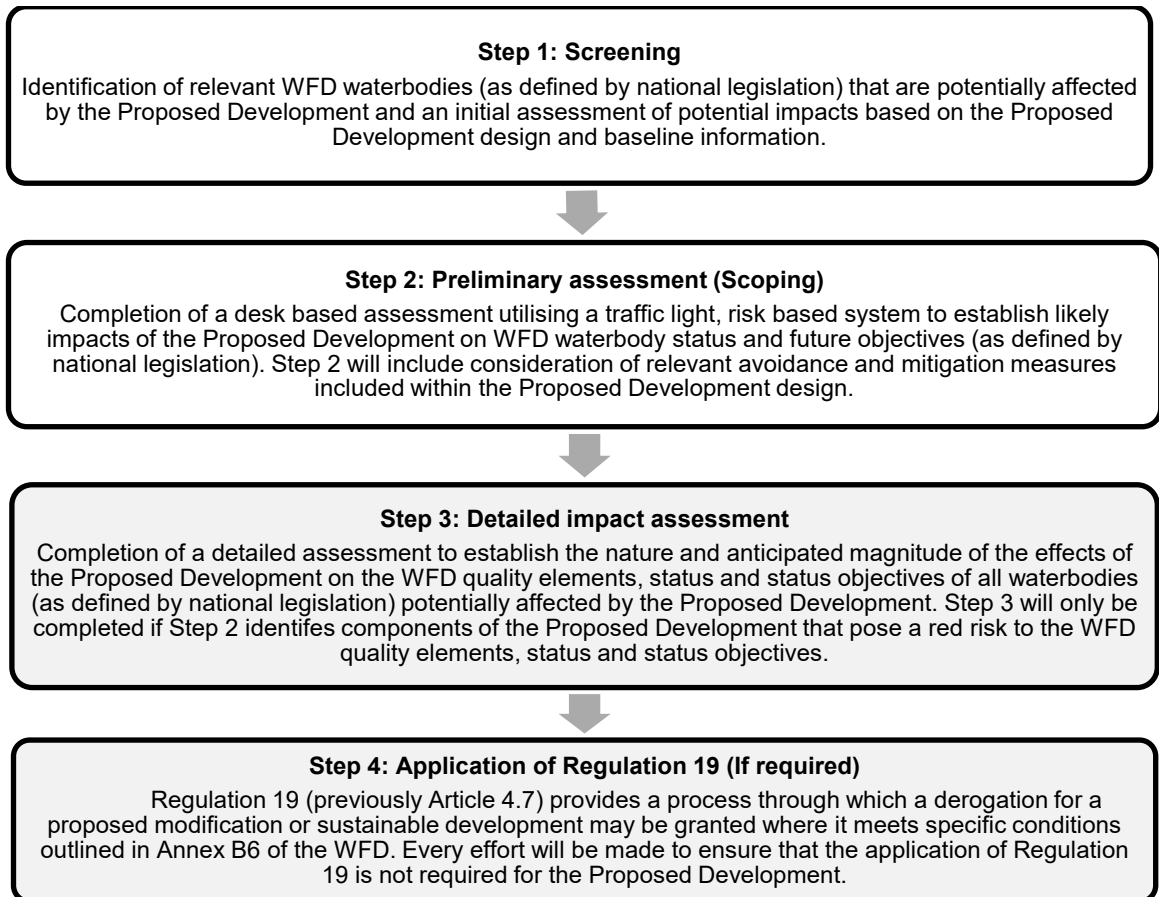 Step 1: Screening
Identification of relevant WFD waterbodies (as defined by national legislation) that are potentially affected
by the Proposed Development and an initial assessment of potential impacts based on the Proposed
Development design and baseline information.
Step 2: Preliminary assessment (Scoping)
Completion of a desk based assessment utilising a traffic light, risk based system to establish likely
impacts of the Proposed Development on WFD waterbody status and future objectives (as defined by
national legislation). Step 2 will include consideration of relevant avoidance and mitigation measures
included within the Proposed Development design.
Step 3: Detailed impact assessment
Completion of a detailed assessment to establish the nature and anticipated magnitude of the effects of
the Proposed Development on the WFD quality elements, status and status objectives of all waterbodies
(as defined by national legislation) potentially affected by the Proposed Development. Step 3 will only be
completed if Step 2 identifes components of the Proposed Development that pose a red risk to the WFD
quality elements, status and status objectives.
Step 4: Application of Regulation 19 (If required)
Regulation 19 (previously Article 4.7) provides a process through which a derogation for a
proposed modification or sustainable development may be granted where it meets specific conditions
outlined in Annex B6 of the WFD. Every effort will be made to ensure that the application of Regulation
19 is not required for the Proposed Development.